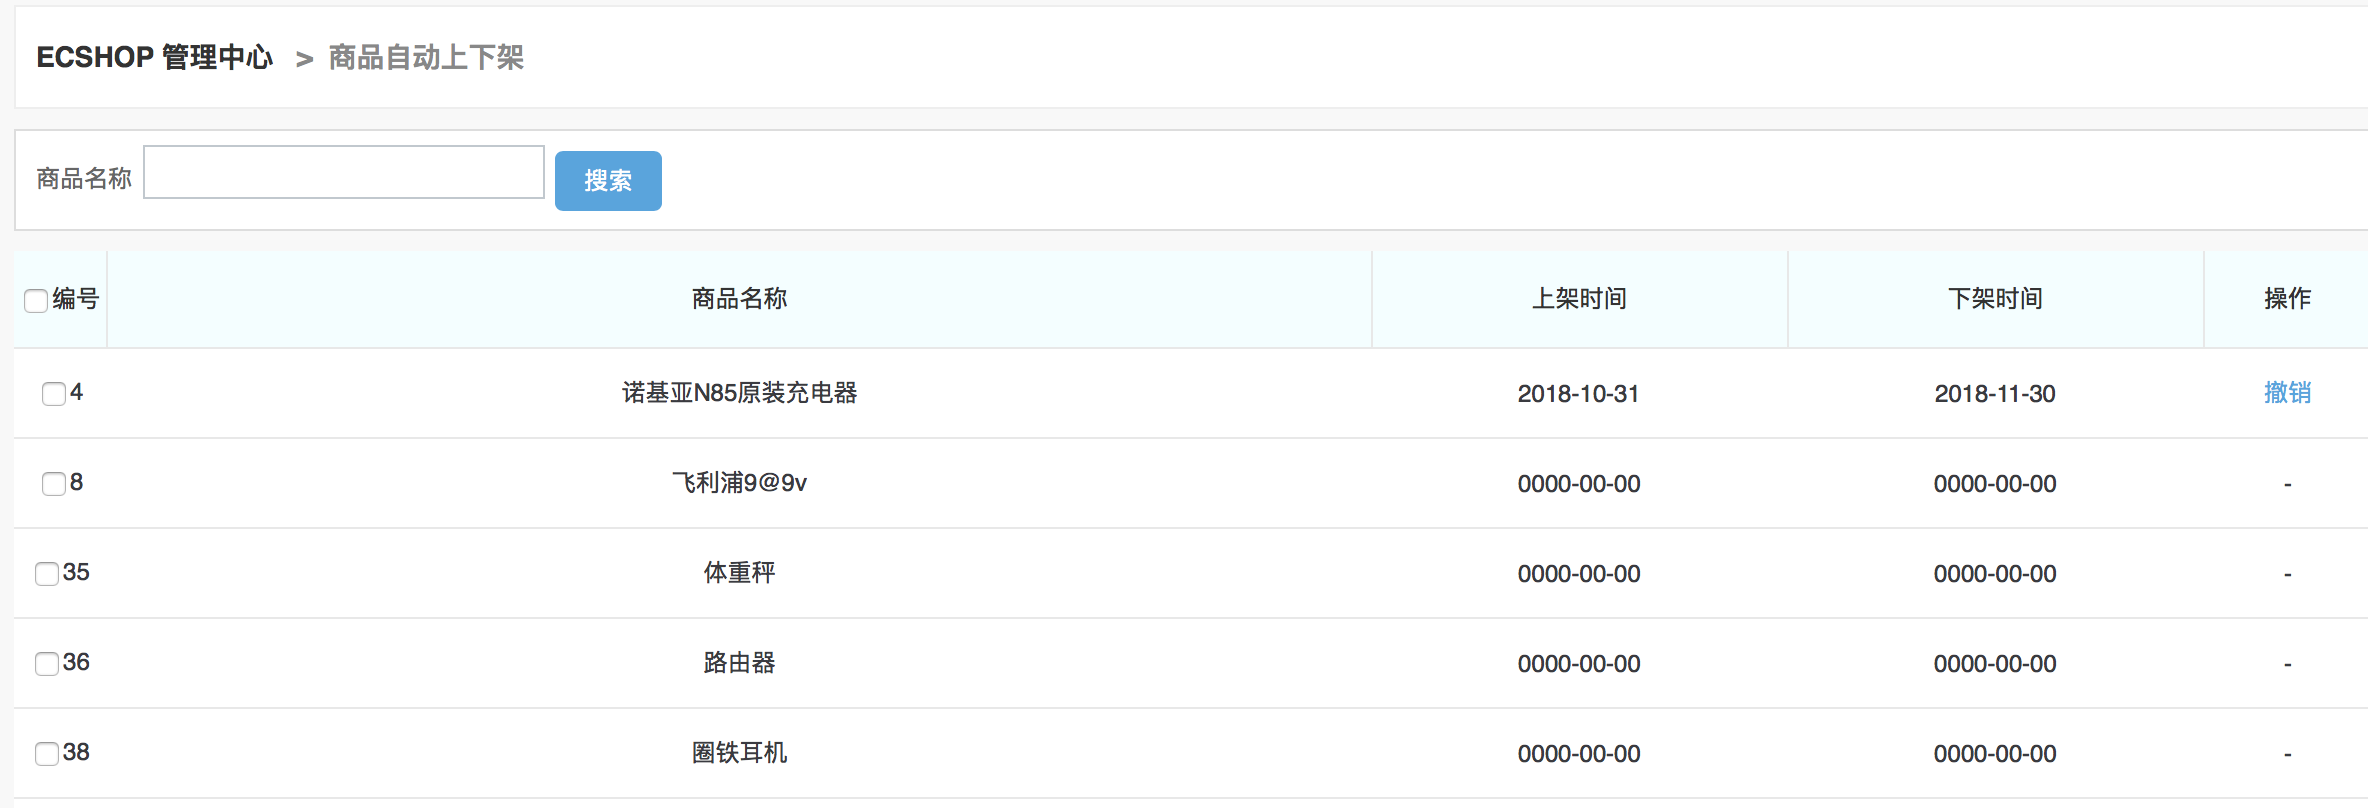 ECSHOP 管理中心 > 商品自动上下架
商品名称 搜索
编号 商品名称 上架时间 下架时间 操作
4 诺基亚N85原装充电器 2018-10-31 2018-11-30 撤销
8 飞利浦9@9v 0000-00-00 0000-00-00 -
35 体重秤 0000-00-00 0000-00-00 -
36 路由器 0000-00-00 0000-00-00 -
38 圈铁耳机 0000-00-00 0000-00-00 -